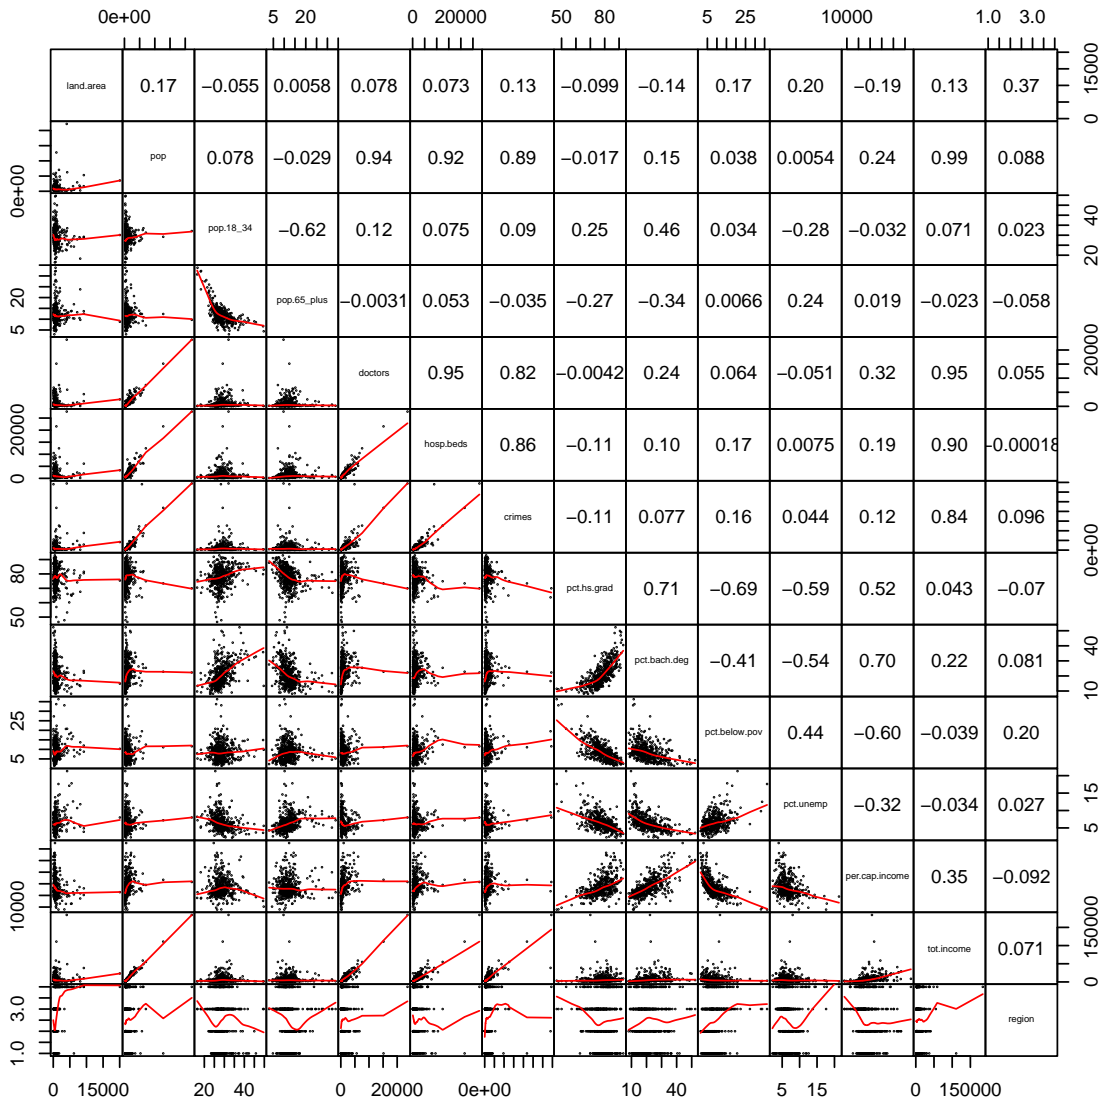 0e+00 5 20 0 20000 50 80 5 25 10000 1.0 3.0
land.area 0.17 −0.055 0.0058 0.078 0.073 0.13 −0.099 −0.14 0.17 0.20 −0.19 0.13 0.37 0 15000
0e+00 pop 0.078 −0.029 0.94 0.92 0.89 −0.017 0.15 0.038 0.0054 0.24 0.99 0.088
pop.18_34 −0.62 0.12 0.075 0.09 0.25 0.46 0.034 −0.28 −0.032 0.071 0.023 20 40
5 20 pop.65_plus −0.0031 0.053 −0.035 −0.27 −0.34 0.0066 0.24 0.019 −0.023 −0.058
doctors 0.95 0.82 −0.0042 0.24 0.064 −0.051 0.32 0.95 0.055 0 20000
0 20000 hosp.beds 0.86 −0.11 0.10 0.17 0.0075 0.19 0.90 −0.00018
crimes −0.11 0.077 0.16 0.044 0.12 0.84 0.096 0e+00
50 80 pct.hs.grad 0.71 −0.69 −0.59 0.52 0.043 −0.07
pct.bach.deg −0.41 −0.54 0.70 0.22 0.081 10 40
5 25 pct.below.pov 0.44 −0.60 −0.039 0.20
pct.unemp −0.32 −0.034 0.027 5 15
10000 per.cap.income 0.35 −0.092
tot.income 0.071 0 150000
1.0 3.0 region
0 15000 20 40 0 20000 0e+00 10 40 5 15 0 150000